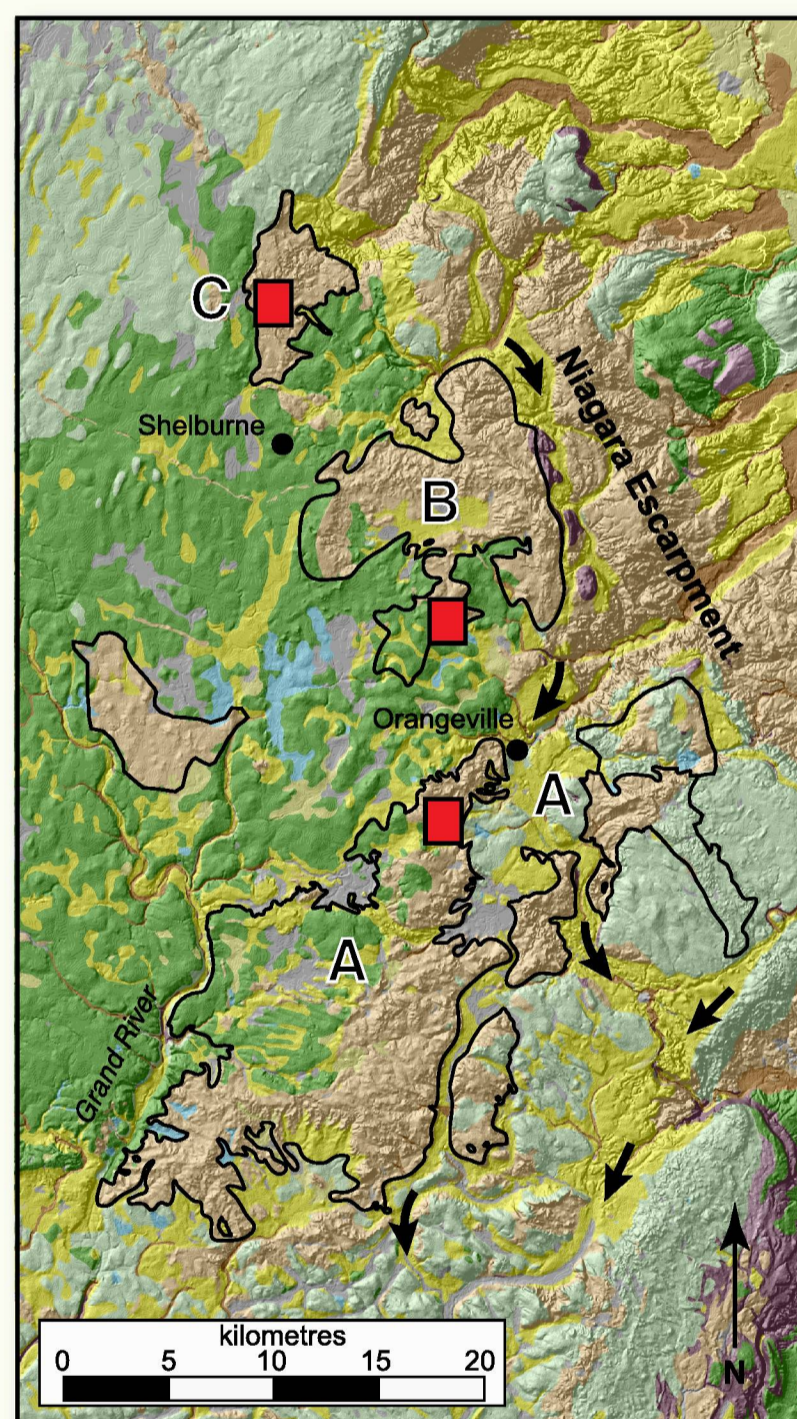 C
Niagara Escarpment
Shelburne
B
Orangeville
A
A
Grand River
kilometres
0 5 10 15 20
N